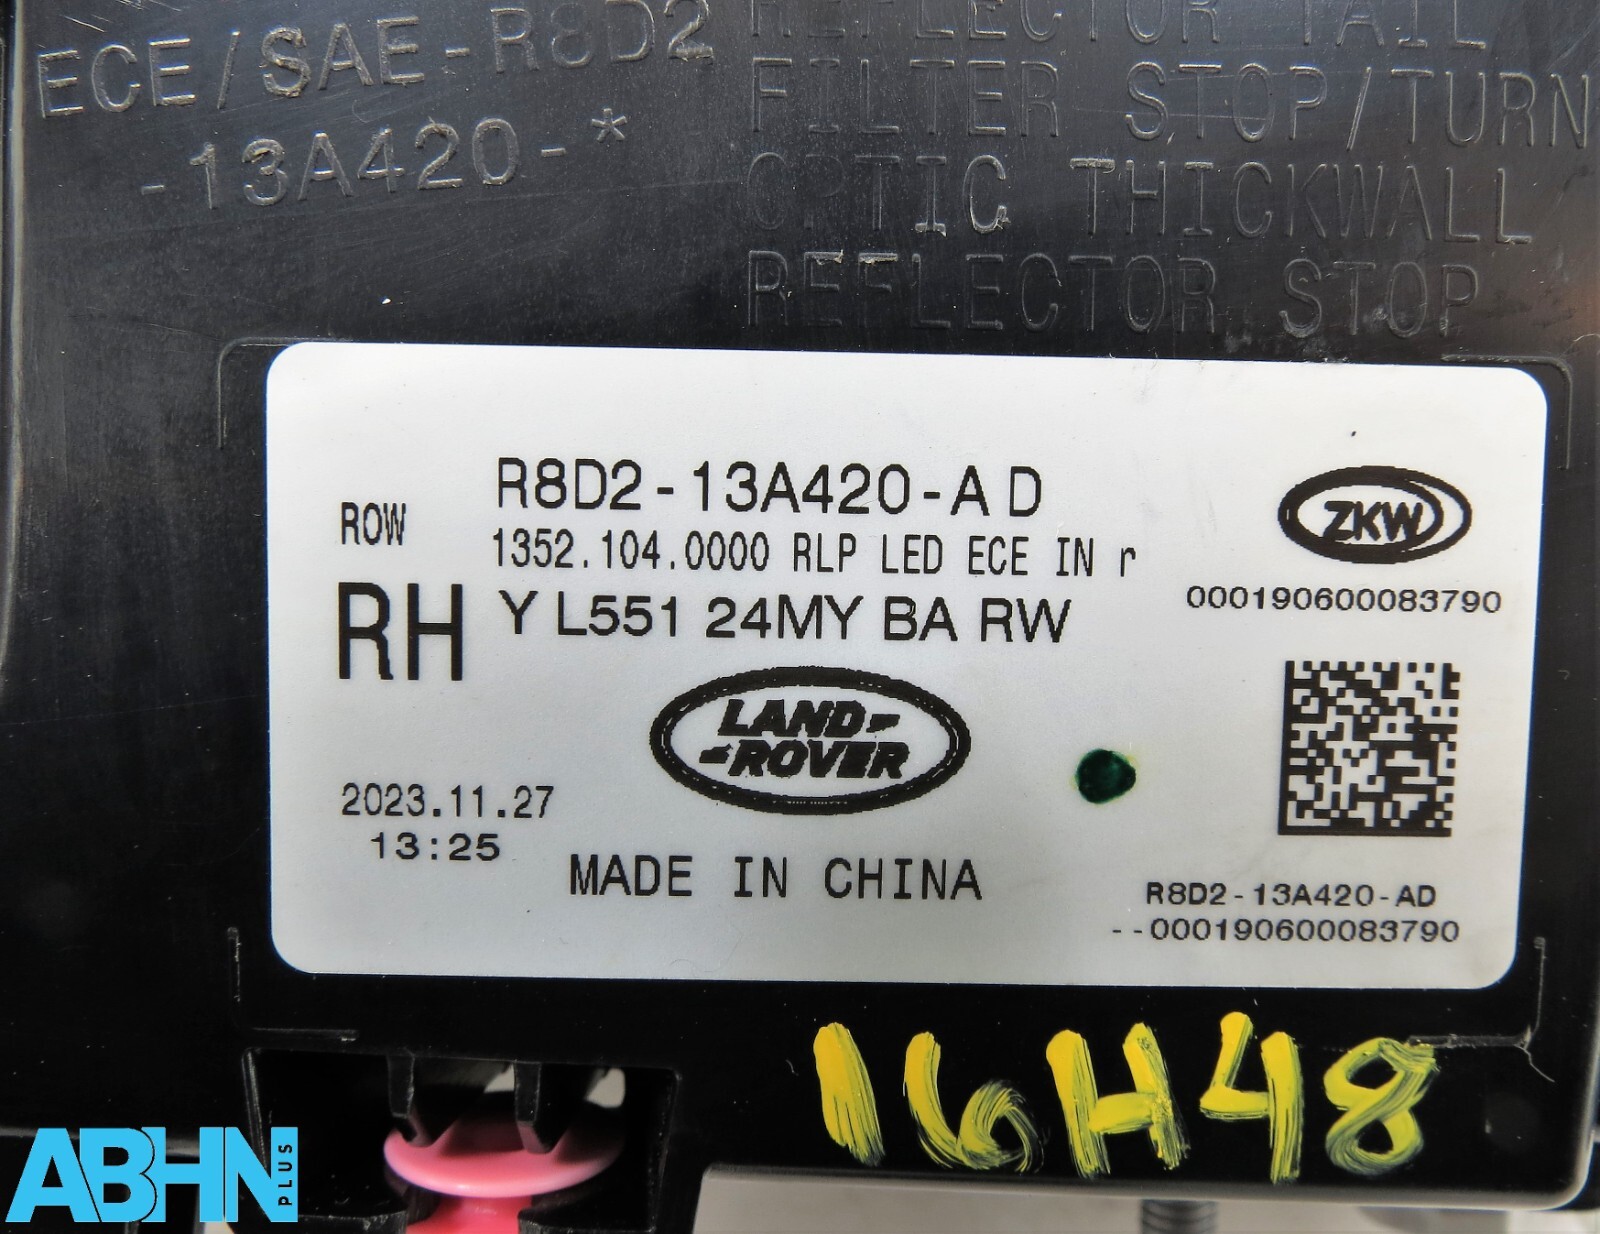 ECE/SAE-R8D2
-13A420-*
REFLECTOR TAIL
FILTER STOP/TURN
OPTIC THICKWALL
REFLECTOR STOP
R8D2-13A420-AD
ROW
1352.104.0000 RLP LED ECE IN r
RH
Y L551 24MY BA RW
ZKW
000190600083790
LAND-
-ROVER
2023.11.27
13:25
MADE IN CHINA
R8D2-13A420-AD
--000190600083790
16H48
ABHN PLUS